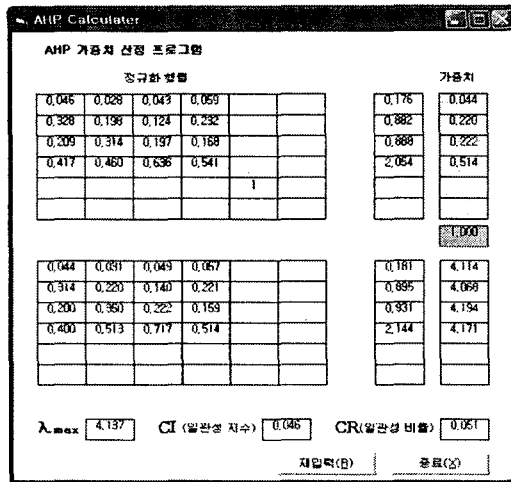 AHP Calculater
AHP 가중치 산정 프로그램
정규화 행렬 가중치
0,046 0,028 0,043 0,059 0,176 0,044
0,328 0,198 0,124 0,232 0,882 0,220
0,209 0,314 0,197 0,168 0,888 0,222
0,417 0,460 0,636 0,541 2,054 0,514
1
1,000
0,044 0,031 0,049 0,057 0,181 4,114
0,314 0,220 0,140 0,221 0,895 4,068
0,200 0,350 0,222 0,159 0,931 4,194
0,400 0,513 0,717 0,514 2,144 4,171
λmax 4,137 CI (일관성 지수) 0,046 CR(일관성 비율) 0,051
재입력(R) 종료(X)